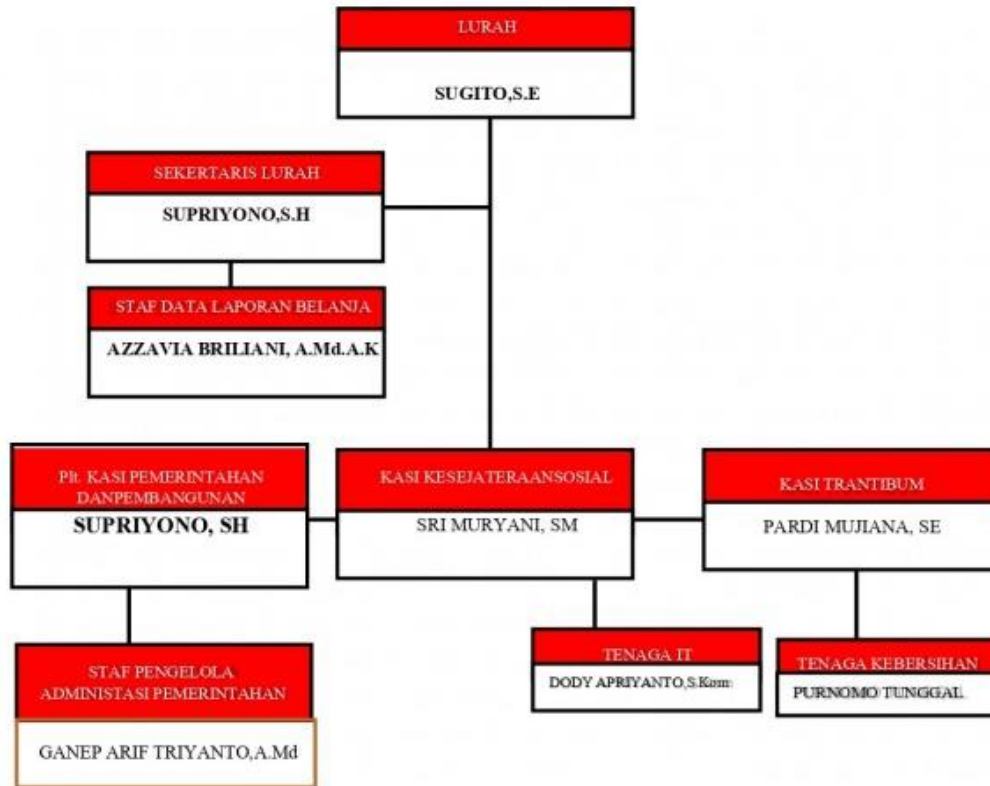 LURAH
SUGITO,S.E
SEKERTARIS LURAH
SUPRIYONO,S.H
STAF DATA LAPORAN BELANJA
AZZAVIA BRILIANI, A.Md.A.K
Plt. KASI PEMERINTAHAN
DANPEMBANGUNAN
SUPRIYONO, SH
KASI KESEJATERAANSOSIAL
SRI MURYANI, SM
KASI TRANTIBUM
PARDI MUJIANA, SE
STAF PENGELOLA
ADMINISTASI PEMERINTAHAN
GANEP ARIF TRIYANTO,A.Md
TENAGA IT
DODY APRIYANTO,S.Kom
TENAGA KEBERSIHAN
PURNOMO TUNGGAL